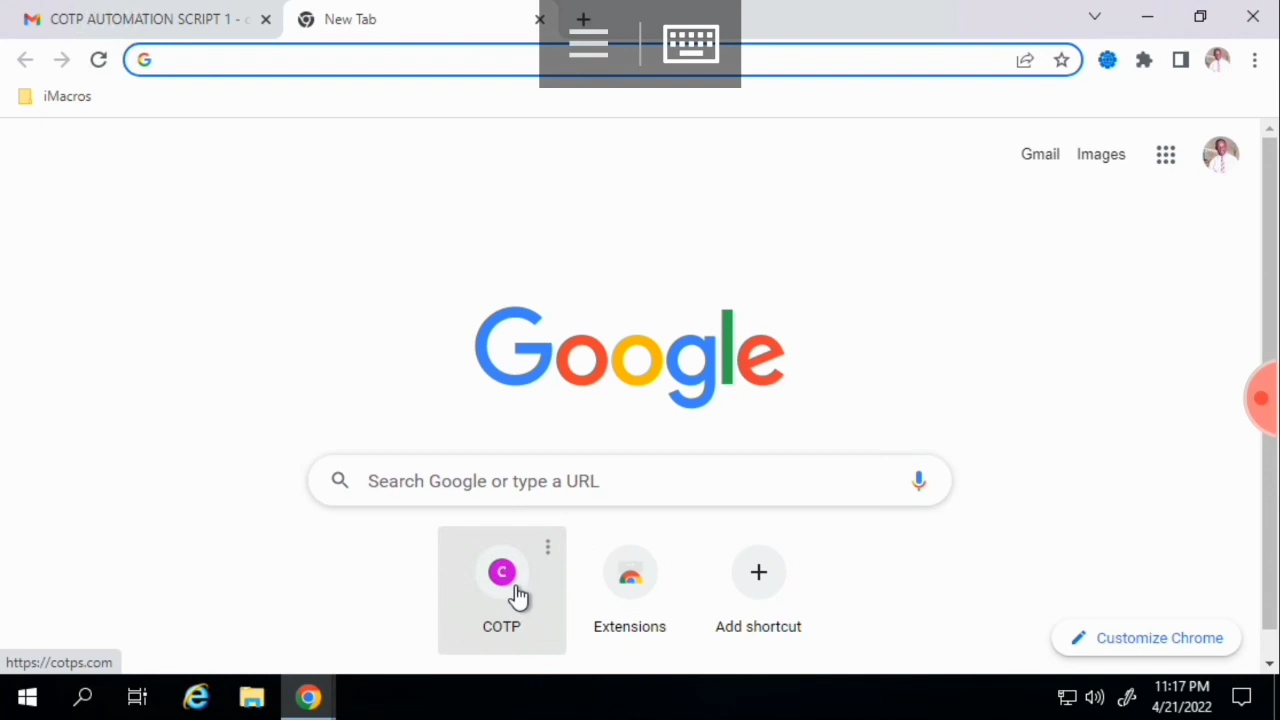 COTP AUTOMATION SCRIPT 1 -
New Tab
iMacros
Gmail
Images
Google
Search Google or type a URL
C
COTP
Extensions
Add shortcut
Customize Chrome
https://cotps.com
11:17 PM
4/21/2022